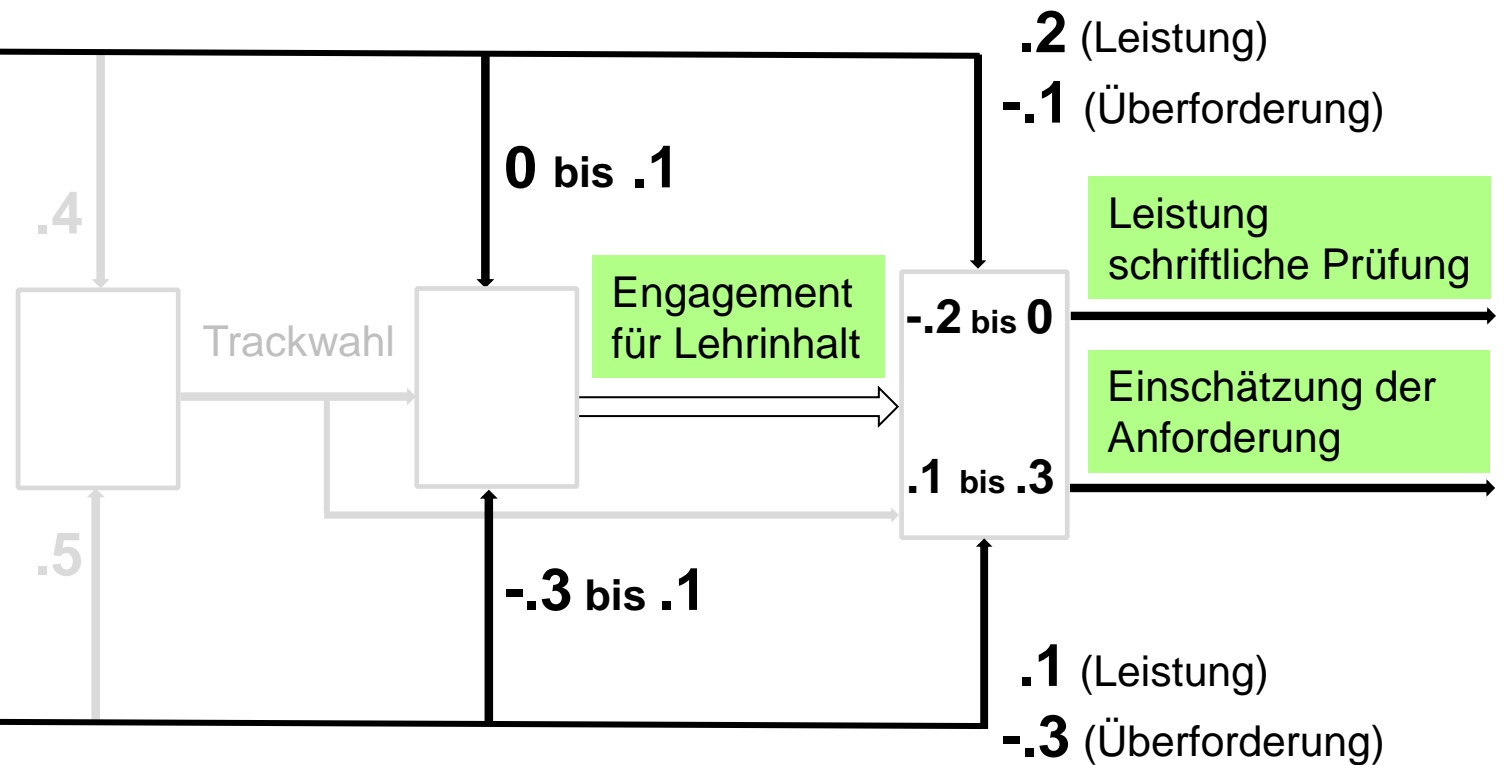 .2 (Leistung)
-.1 (Überforderung)
0 bis .1
.4
Leistung
schriftliche Prüfung
Engagement
für Lehrinhalt
-.2 bis 0
Trackwahl
Einschätzung der
Anforderung
.1 bis .3
.5
-.3 bis .1
.1 (Leistung)
-.3 (Überforderung)